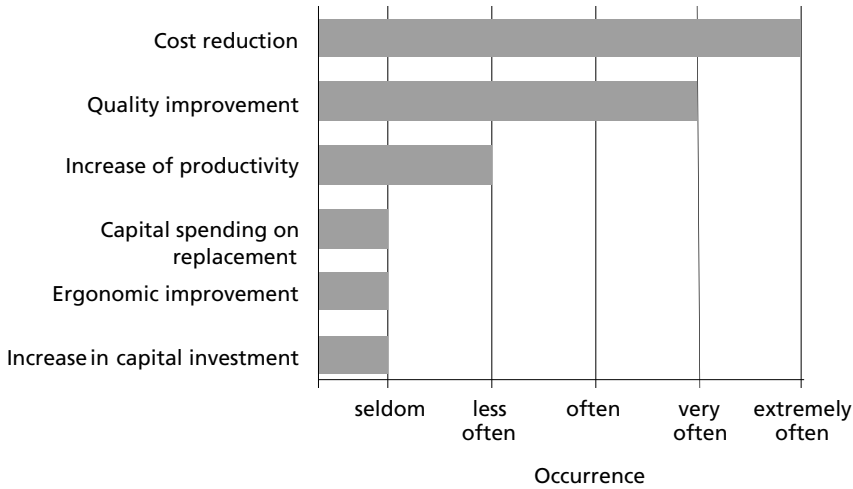 Cost reduction
Quality improvement
Increase of productivity
Capital spending on
replacement
Ergonomic improvement
Increase in capital investment
seldom
less
often
often
very
often
extremely
often
Occurrence